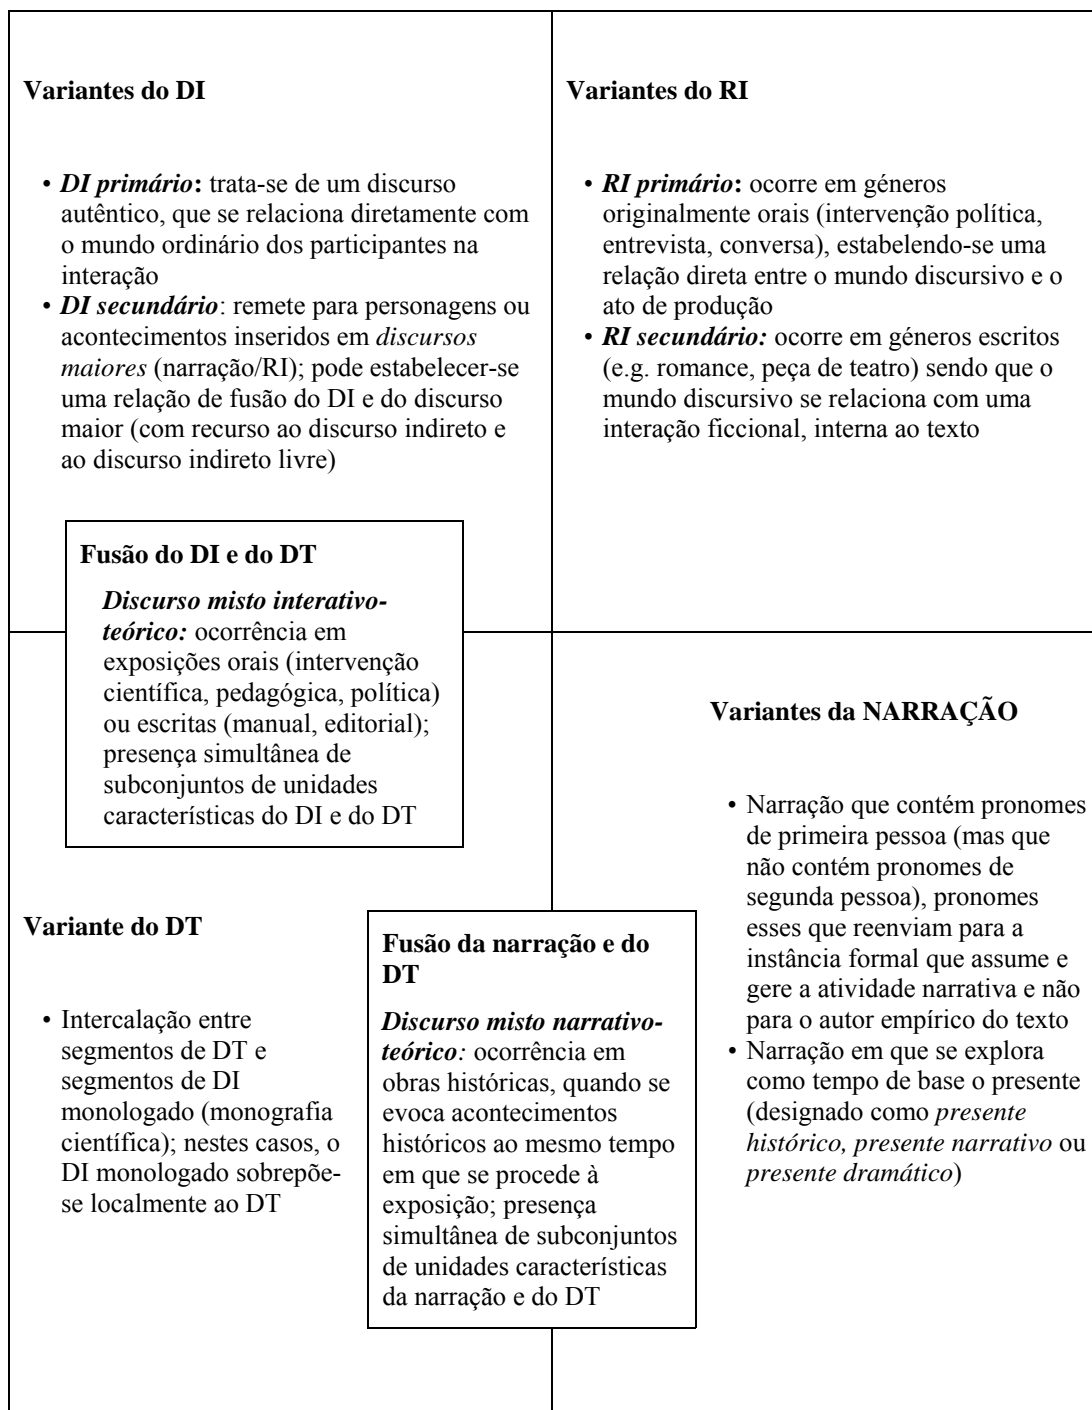 Variantes do DI
• DI primário: trata-se de um discurso
autêntico, que se relaciona diretamente com
o mundo ordinário dos participantes na
interação
• DI secundário: remete para personagens ou
acontecimentos inseridos em discursos
maiores (narração/RI); pode estabelecer-se
uma relação de fusão do DI e do discurso
maior (com recurso ao discurso indireto e
ao discurso indireto livre)
Variantes do RI
• RI primário: ocorre em géneros
originalmente orais (intervenção política,
entrevista, conversa), estabelendo-se uma
relação direta entre o mundo discursivo e o
ato de produção
• RI secundário: ocorre em géneros escritos
(e.g. romance, peça de teatro) sendo que o
mundo discursivo se relaciona com uma
interação ficcional, interna ao texto
Fusão do DI e do DT
Discurso misto interativo-
teórico: ocorrência em
exposições orais (intervenção
científica, pedagógica, política)
ou escritas (manual, editorial);
presença simultânea de
subconjuntos de unidades
características do DI e do DT
Variante do DT
• Intercalação entre
segmentos de DT e
segmentos de DI
monologado (monografia
científica); nestes casos, o
DI monologado sobrepõe-
se localmente ao DT
Fusão da narração e do
DT
Discurso misto narrativo-
teórico: ocorrência em
obras históricas, quando se
evoca acontecimentos
históricos ao mesmo tempo
em que se procede à
exposição; presença
simultânea de subconjuntos
de unidades características
da narração e do DT
Variantes da NARRAÇÃO
• Narração que contém pronomes
de primeira pessoa (mas que
não contém pronomes de
segunda pessoa), pronomes
esses que reenviam para a
instância formal que assume e
gere a atividade narrativa e não
para o autor empírico do texto
• Narração em que se explora
como tempo de base o presente
(designado como presente
histórico, presente narrativo ou
presente dramático)